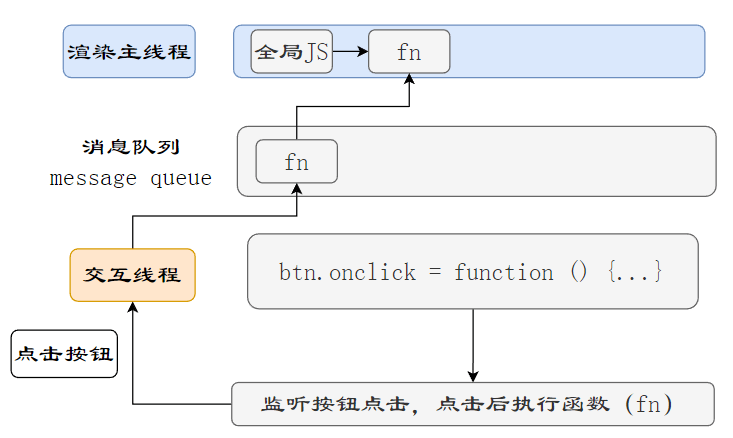 渲染主线程
全局JS
fn
消息队列
message queue
fn
交互线程
btn.onclick = function () {...}
点击按钮
监听按钮点击，点击后执行函数 (fn)